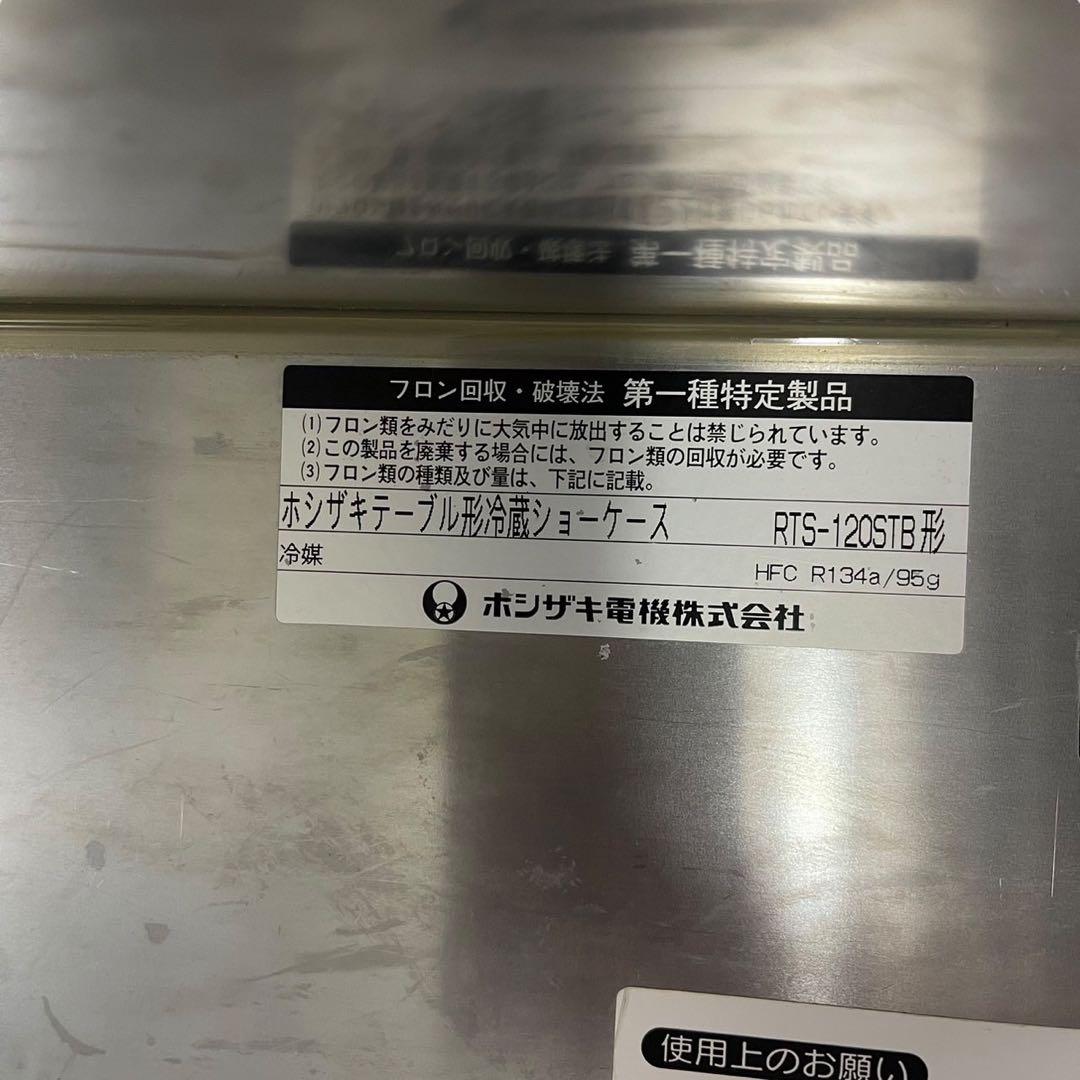 フロン回収・破壊法 第一種特定製品
(1)フロン類をみだりに大気中に放出することは禁じられています。
(2)この製品を廃棄する場合には、フロン類の回収が必要です。
(3)フロン類の種類及び量は、下記に記載。
ホシザキテーブル形冷蔵ショーケース RTS-120STB形
冷媒 HFC R134a/95g
ホシザキ電機株式会社
使用上のお願い